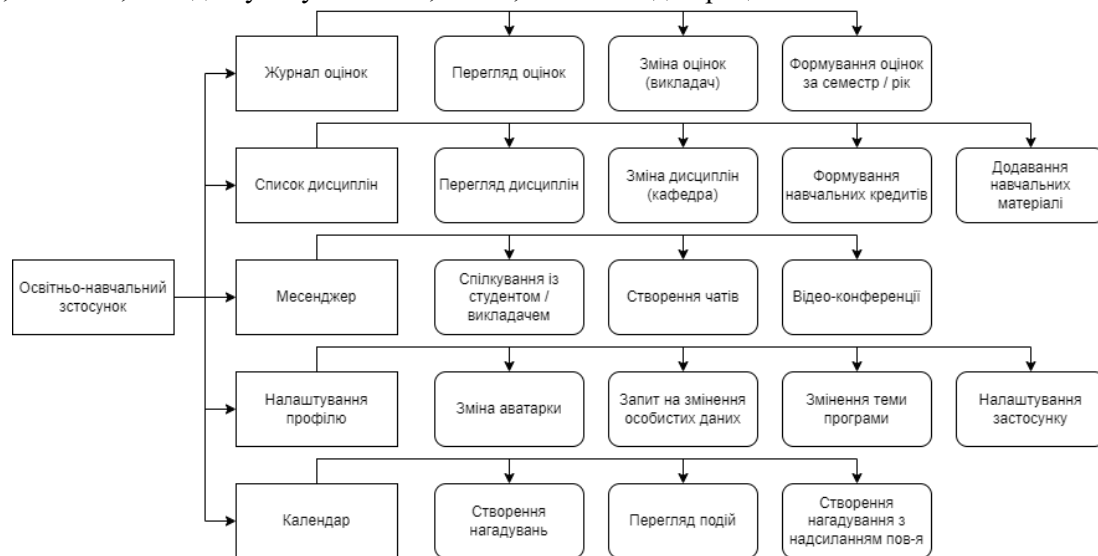 Журнал оцінок
Перегляд оцінок
Зміна оцінок
(викладач)
Формування оцінок
за семестр / рік
Список дисциплін
Перегляд дисциплін
Зміна дисциплін
(кафедра)
Формування
навчальних кредитів
Додавання
навчальних
матеріалі
Освітньо-навчальний
зстосунок
Месенджер
Спілкування із
студентом /
викладачем
Створення чатів
Відео-конференції
Налаштування
профілю
Зміна аватарки
Запит на змінення
особистих даних
Змінення теми
програми
Налаштування
застосунку
Календар
Створення
нагадувань
Перегляд подій
Створення
нагадування з
надсиланням пов-я